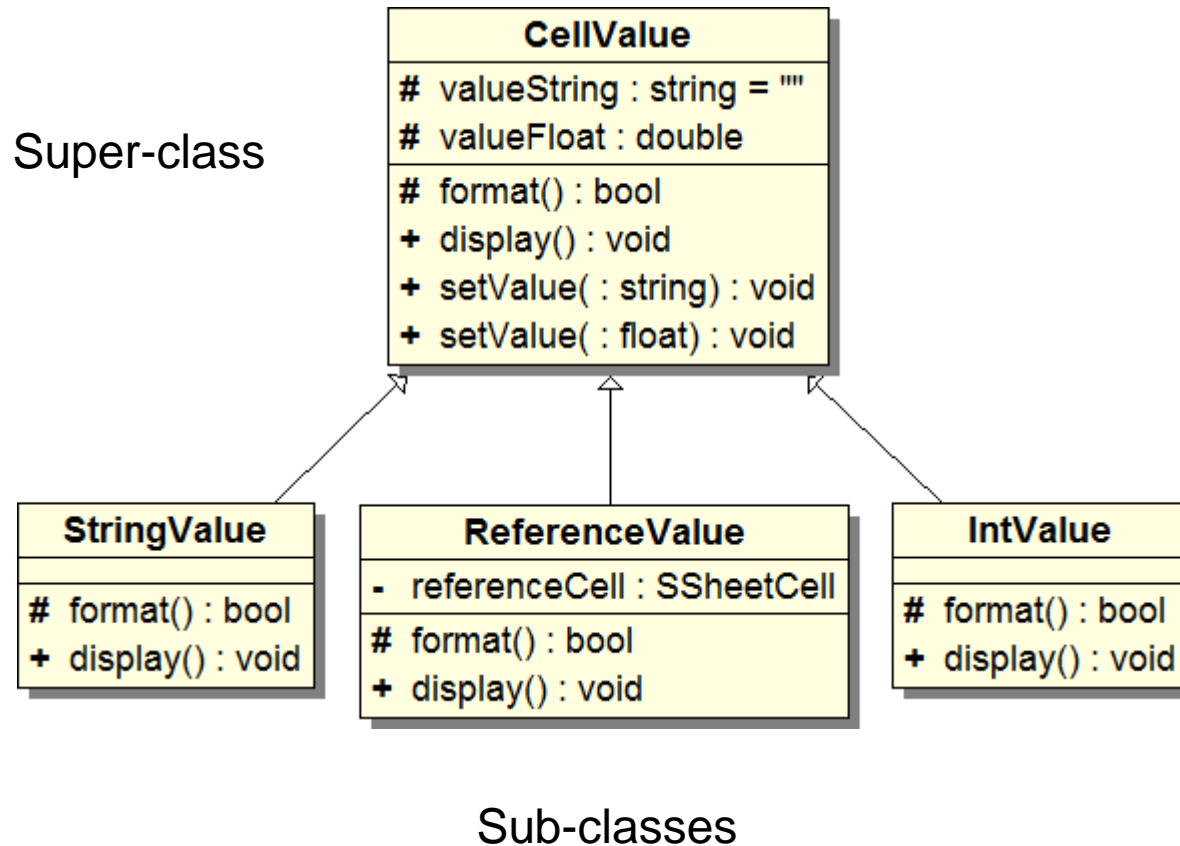 CellValue
# valueString : string = ""
# valueFloat : double
Super-class
# format() : bool
+ display() : void
+ setValue( : string) : void
+ setValue( : float) : void
StringValue
# format() : bool
+ display() : void
ReferenceValue
- referenceCell : SSheetCell
# format() : bool
+ display() : void
IntValue
# format() : bool
+ display() : void
Sub-classes